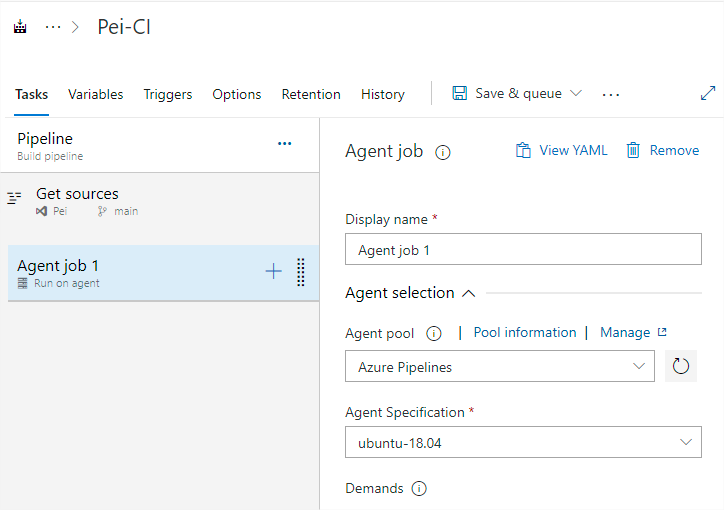 ··· > Pei-CI
Tasks Variables Triggers Options Retention History Save & queue ···
Pipeline ···
Build pipeline
Get sources
Pei main
Agent job 1 +
Run on agent
Agent job View YAML Remove
Display name *
Agent job 1
Agent selection
Agent pool | Pool information | Manage
Azure Pipelines
Agent Specification *
ubuntu-18.04
Demands